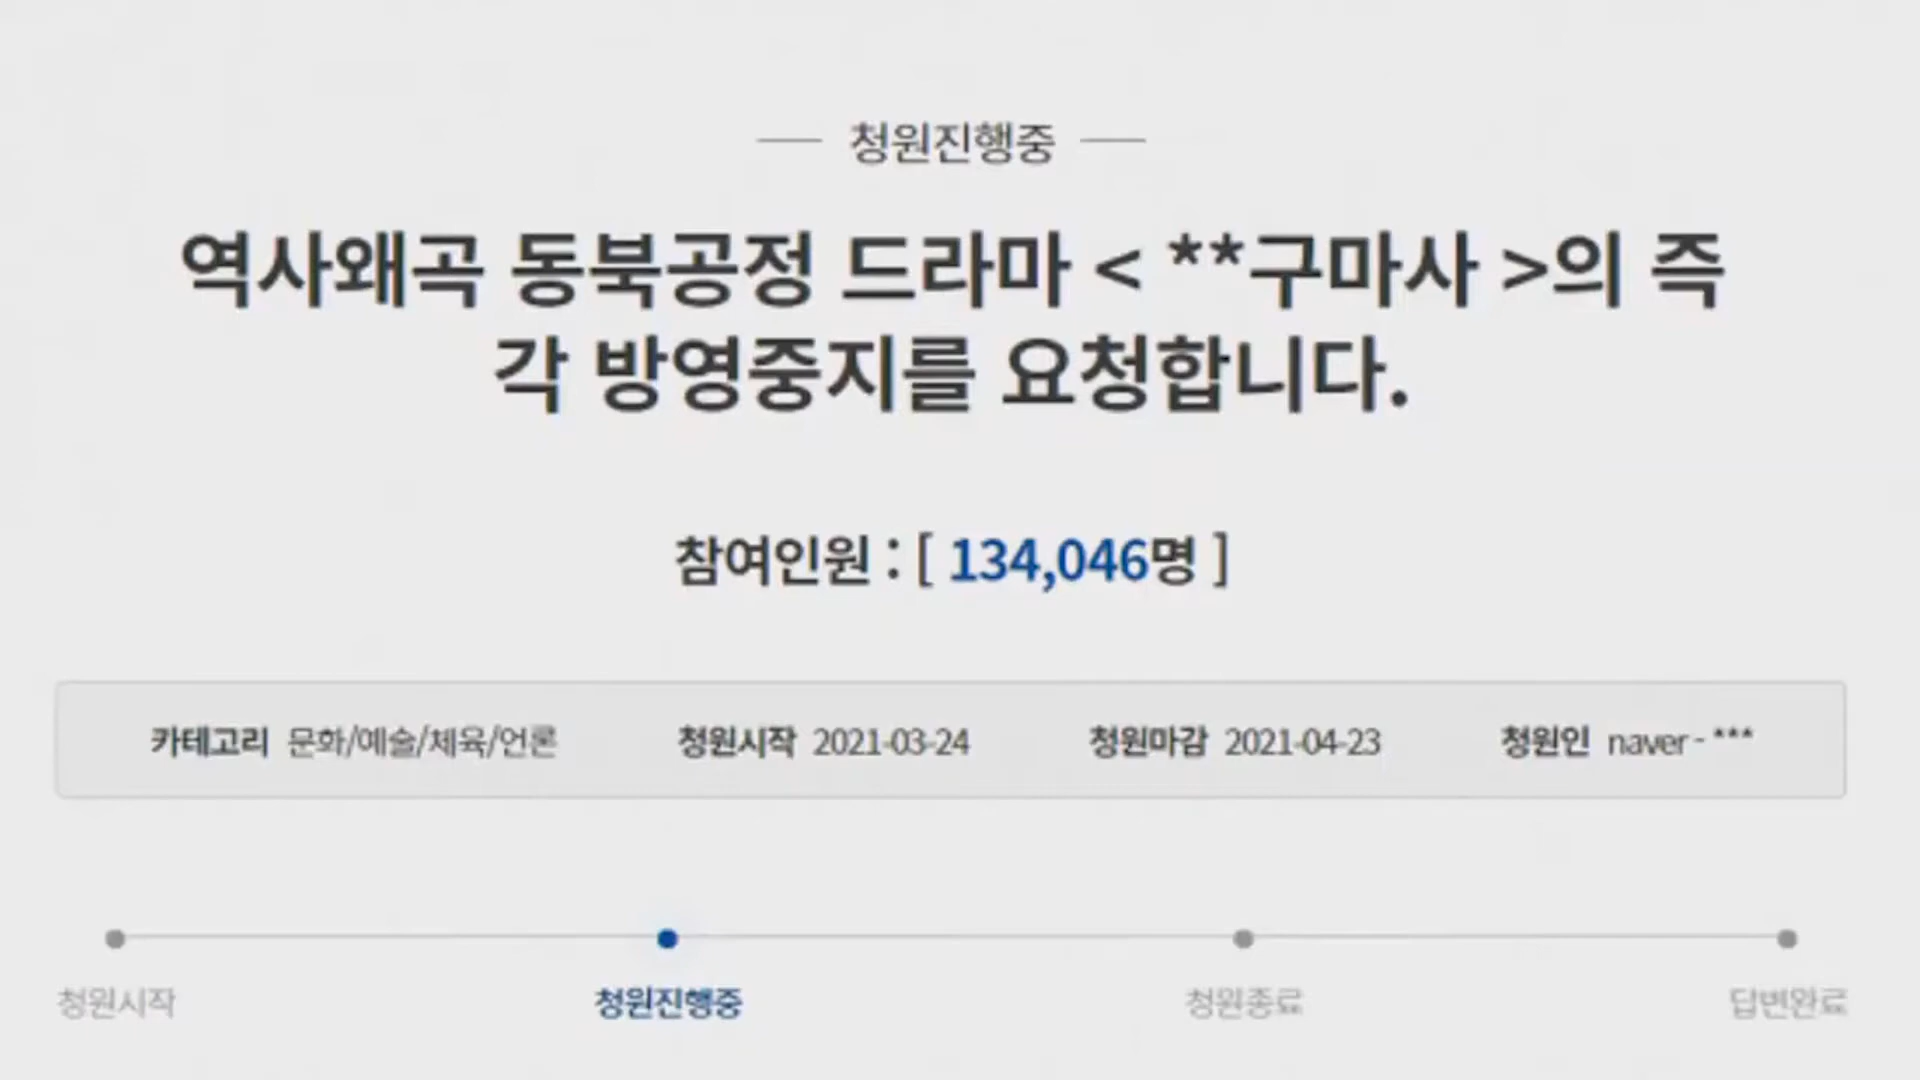 청원진행중
역사왜곡 동북공정 드라마 < **구마사 >의 즉
각 방영중지를 요청합니다.
참여인원 : [ 134,046명 ]
카테고리 문화/예술/체육/언론 청원시작 2021-03-24 청원마감 2021-04-23 청원인 naver - ***
청원시작 청원진행중 청원종료 답변완료